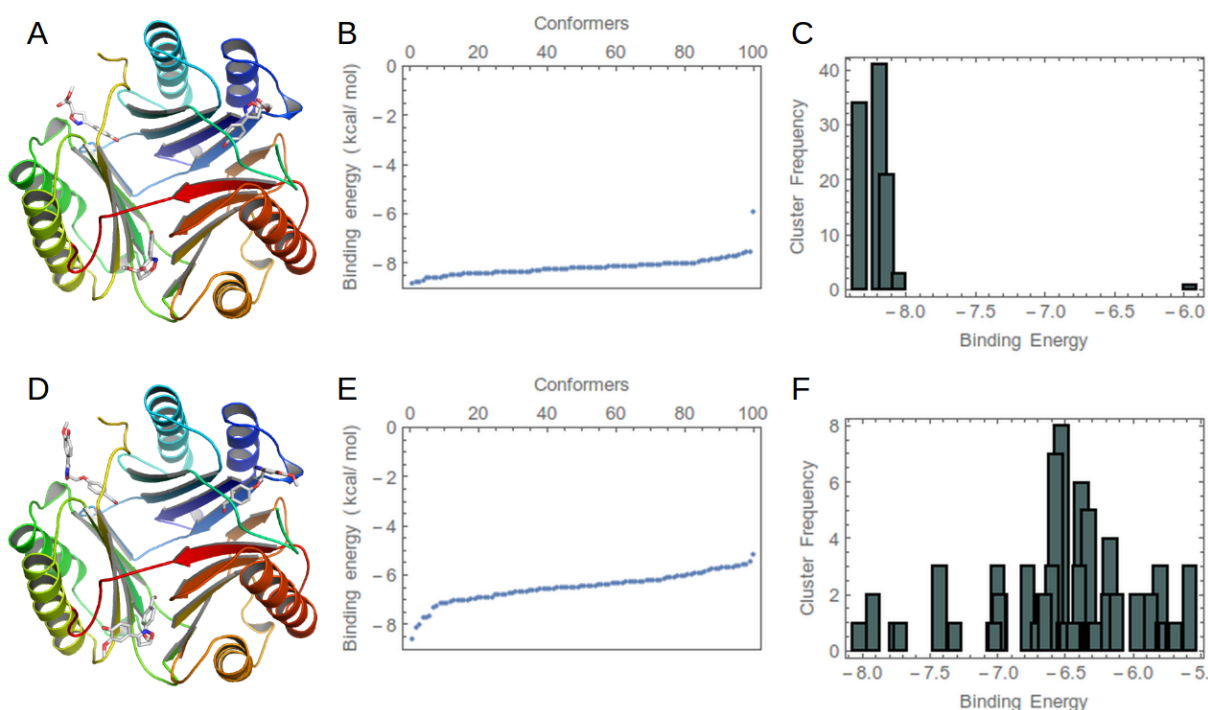 A
B
Conformers
0 20 40 60 80 100
0
−2
−4
−6
−8
Binding energy ( kcal/ mol)
C
40
30
20
10
0
Cluster Frequency
−8.0 −7.5 −7.0 −6.5 −6.0
Binding Energy
D
E
Conformers
0 20 40 60 80 100
0
−2
−4
−6
−8
Binding energy ( kcal/ mol)
F
8
6
4
2
0
Cluster Frequency
−8.0 −7.5 −7.0 −6.5 −6.0 −5.
Binding Energy